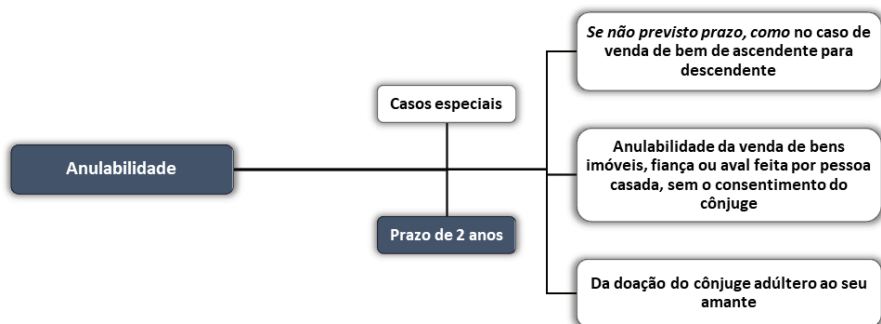 Anulabilidade
Casos especiais
Prazo de 2 anos
Se não previsto prazo, como no caso de
venda de bem de ascendente para
descendente
Anulabilidade da venda de bens
imóveis, fiança ou aval feita por pessoa
casada, sem o consentimento do
cônjuge
Da doação do cônjuge adúltero ao seu
amante